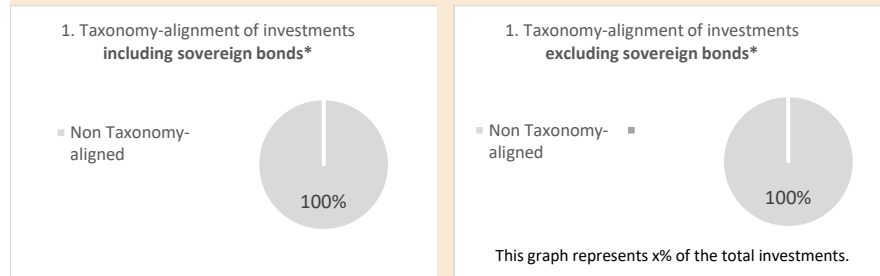 1. Taxonomy-alignment of investments
including sovereign bonds*
Non Taxonomy-
aligned
100%
1. Taxonomy-alignment of investments
excluding sovereign bonds*
Non Taxonomy-
aligned
100%
This graph represents x% of the total investments.